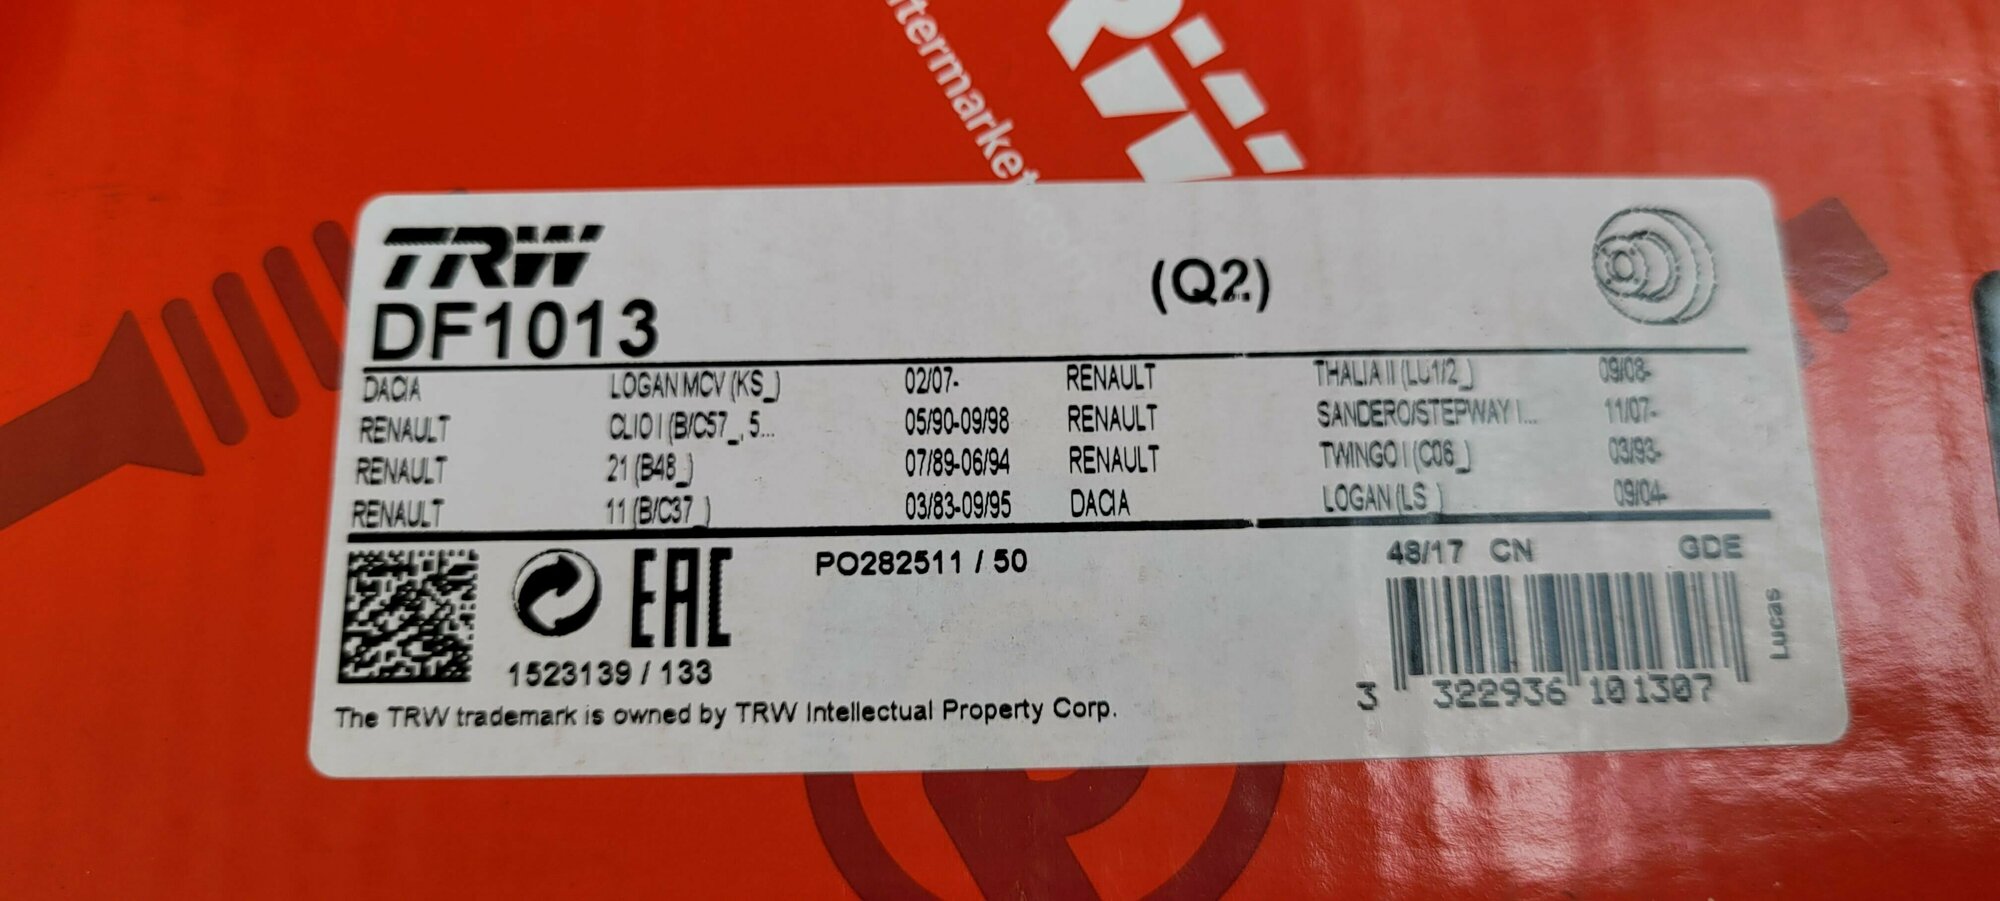 TRW
(Q2)
DF1013
DACIA LOGAN MCV (KS_) 02/07- RENAULT THALIA II (LU1/2_) 09/08-
RENAULT CLIO I (B/C57_, 5... 05/90-09/98 RENAULT SANDERO/STEPWAY I... 11/07-
RENAULT 21 (B48_) 07/89-06/94 RENAULT TWINGO I (C06_) 03/93-
RENAULT 11 (B/C37_) 03/83-09/95 DACIA LOGAN (LS_) 09/04-
EAC
PO282511 / 50
48/17 CN GDE
Lucas
1523139 / 133
3 322936 101307
The TRW trademark is owned by TRW Intellectual Property Corp.